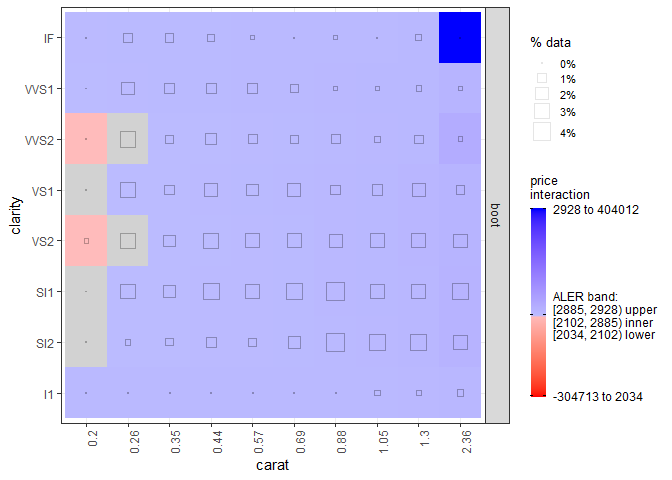 IF
VVS1
VVS2
VS1
VS2
SI1
SI2
I1
clarity
0.2
0.26
0.35
0.44
0.57
0.69
0.88
1.05
1.3
2.36
carat
boot
% data
0%
1%
2%
3%
4%
price
interaction
2928 to 404012
ALER band:
[2885, 2928) upper
[2102, 2885) inner
[2034, 2102) lower
-304713 to 2034